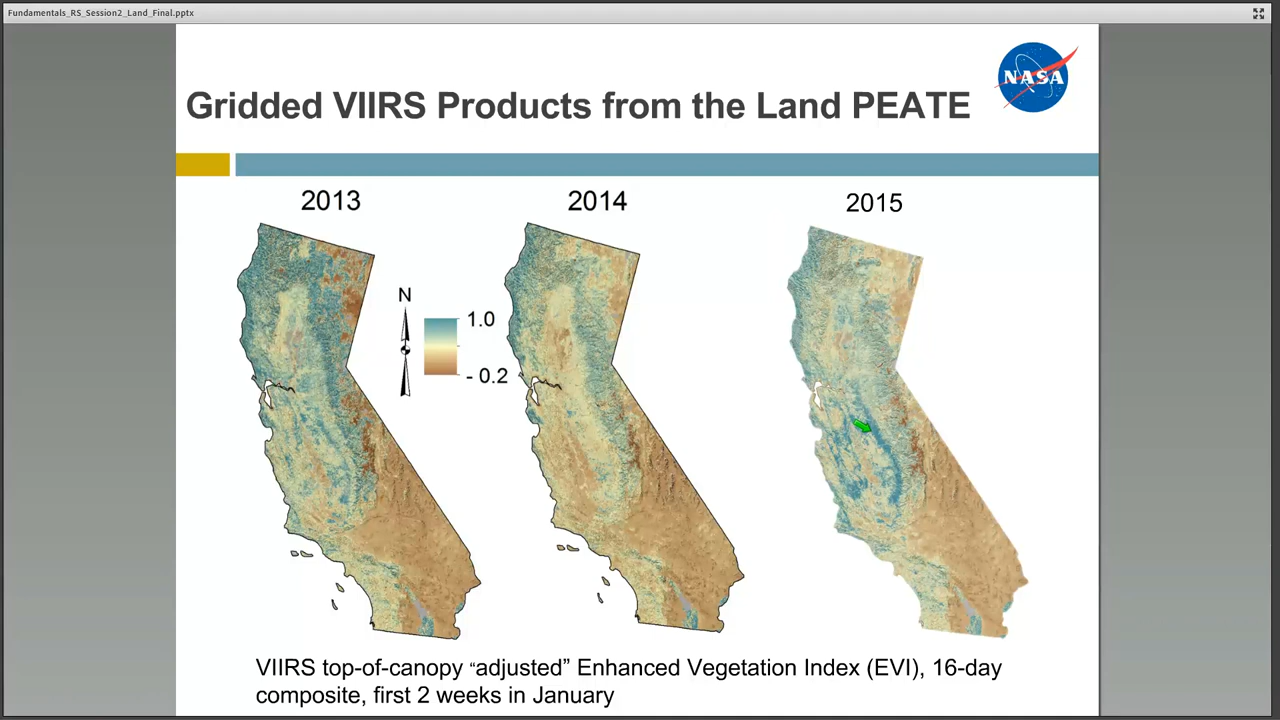 Fundamentals_RS_Session2_Land_Final.pptx
NASA
Gridded VIIRS Products from the Land PEATE
2013
2014
2015
N
1.0
- 0.2
VIIRS top-of-canopy “adjusted” Enhanced Vegetation Index (EVI), 16-day
composite, first 2 weeks in January